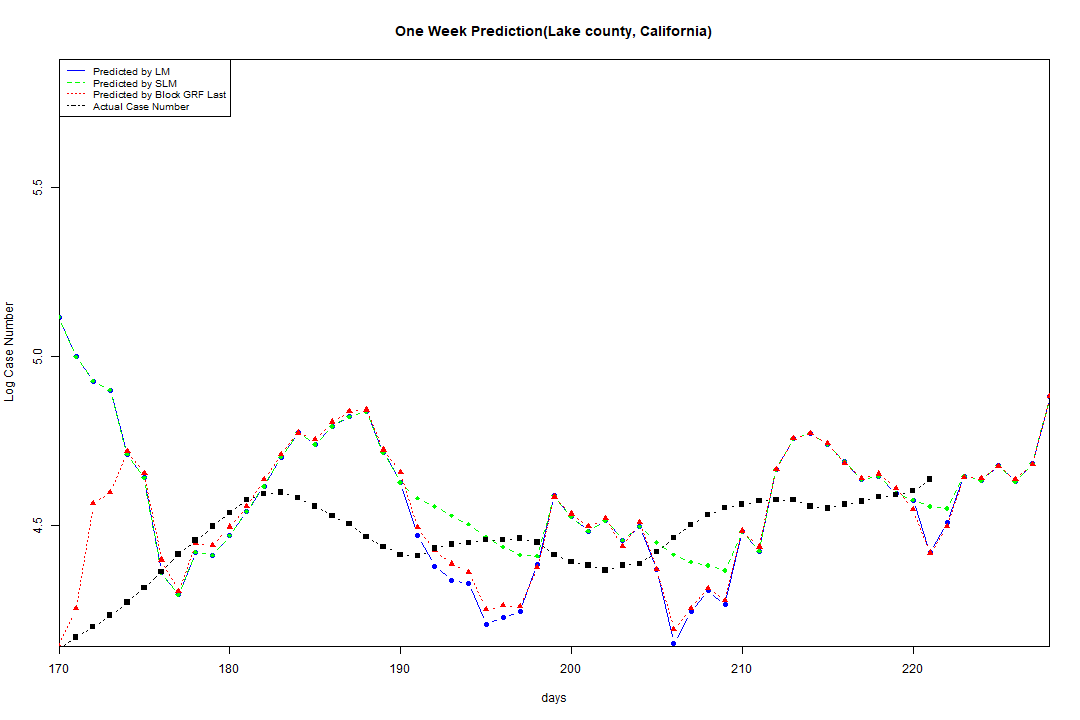 One Week Prediction(Lake county, California)
Predicted by LM
Predicted by SLM
Predicted by Block GRF Last
Actual Case Number
5.5
5.0
4.5
Log Case Number
170 180 190 200 210 220
days